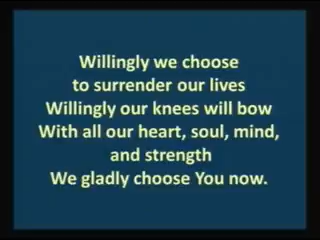 Willingly we choose
to surrender our lives
Willingly our knees will bow
With all our heart, soul, mind,
and strength
We gladly choose You now.